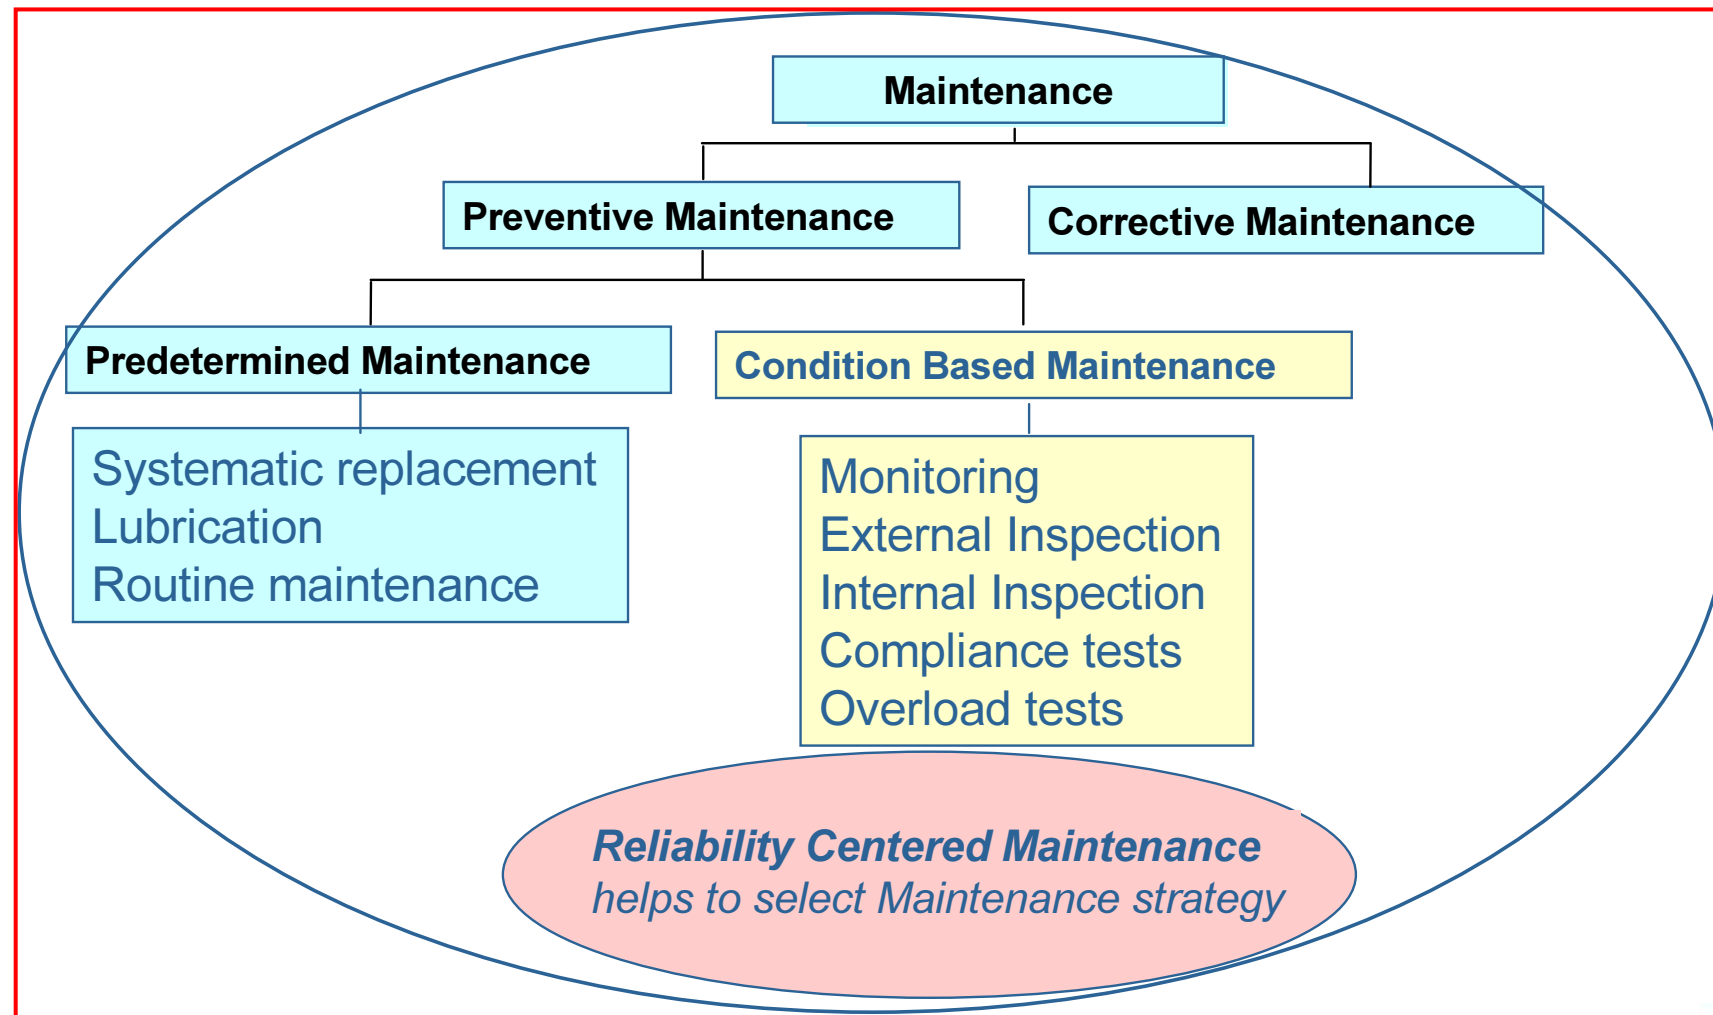 Maintenance
Preventive Maintenance
Corrective Maintenance
Predetermined Maintenance
Condition Based Maintenance
Systematic replacement
Lubrication
Routine maintenance
Monitoring
External Inspection
Internal Inspection
Compliance tests
Overload tests
Reliability Centered Maintenance
helps to select Maintenance strategy